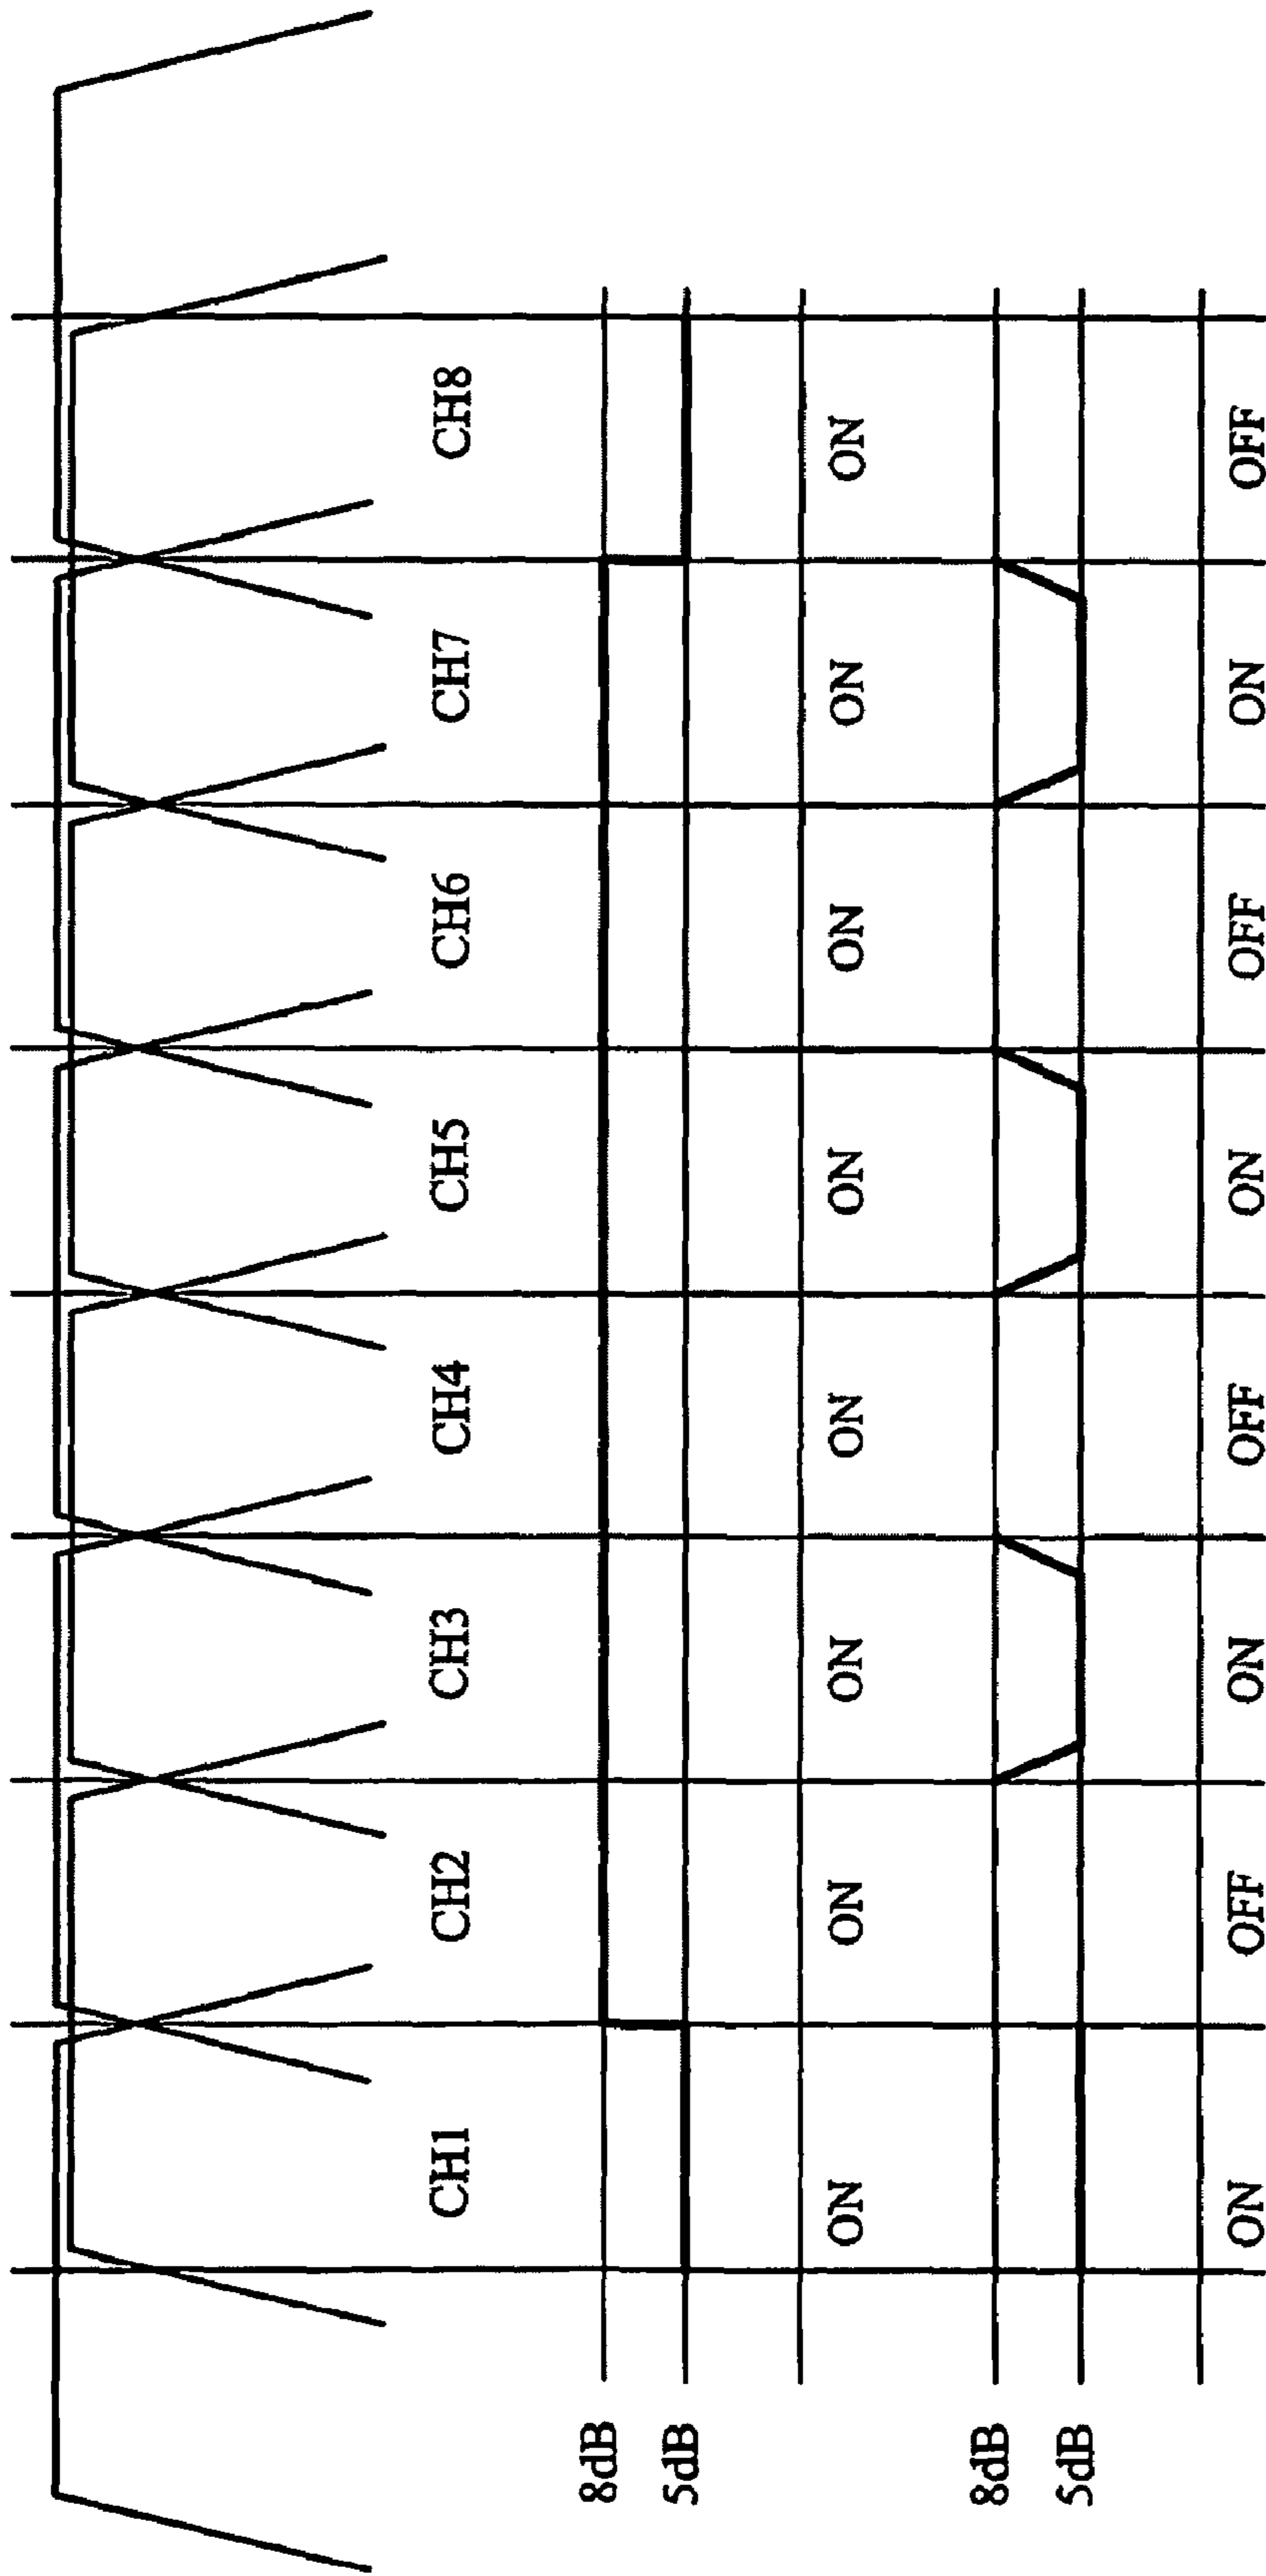 CH1 CH2 CH3 CH4 CH5 CH6 CH7 CH8
8dB
5dB
ON ON ON ON ON ON ON ON
8dB
5dB
ON OFF ON OFF ON OFF ON OFF